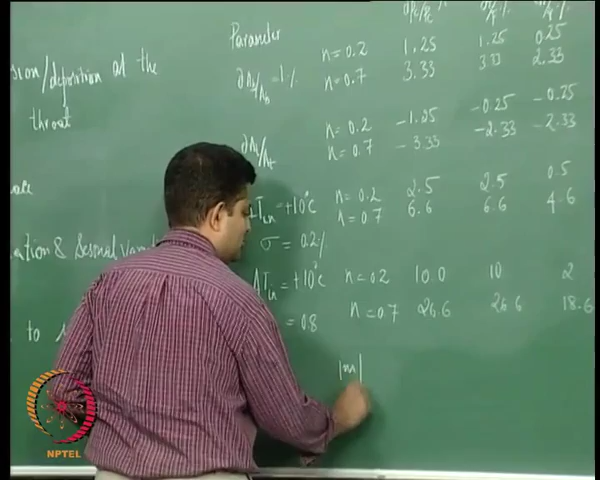 Parameter
sion/deposition at the
throat
∂Ab/Ab = 1% n = 0.2 1.25 1.25 0.25
n = 0.7 3.33 3.33 2.33
n = 0.2 -1.25 -0.25 -0.25
n = 0.7 -3.33 -2.33 -2.33
ΔTin = +10°C n = 0.2 2.5 2.5 0.5
n = 0.7 6.6 6.6 4.6
σ = 0.2%
ation & Sesonal
ΔTin = +10°C n = 0.2 10.0 10 2
= 0.8 n = 0.7 26.6 26.6 18.6
to
NPTEL